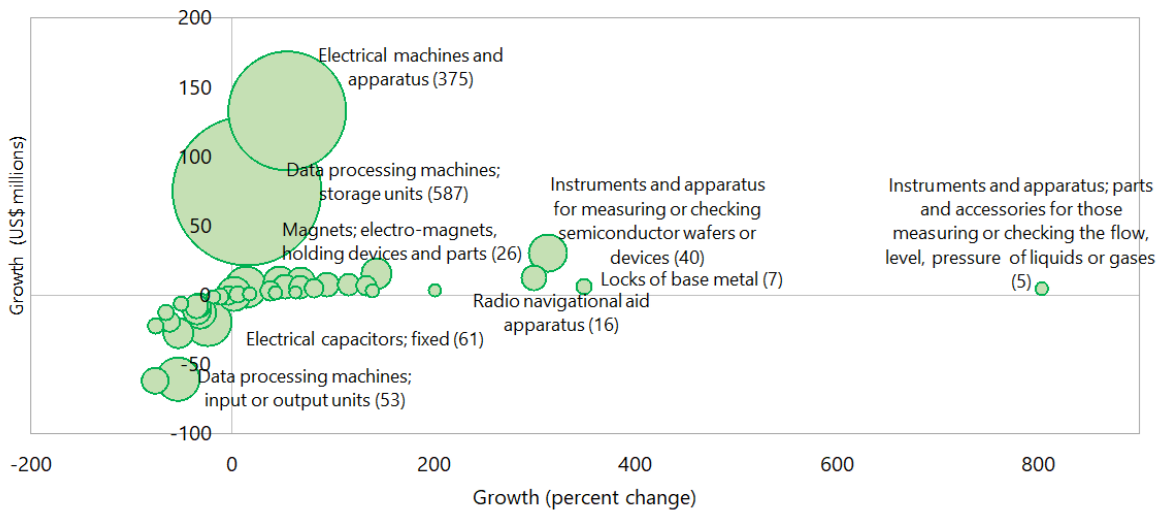 200
150
100
50
0
-50
-100
Growth (US$ millions)
Electrical machines and
apparatus (375)
Data processing machines;
storage units (587)
Magnets; electro-magnets,
holding devices and parts (26)
Instruments and apparatus
for measuring or checking
semiconductor wafers or
devices (40)
Instruments and apparatus; parts
and accessories for those
measuring or checking the flow,
level, pressure of liquids or gases
(5)
Locks of base metal (7)
Radio navigational aid
apparatus (16)
Electrical capacitors; fixed (61)
Data processing machines;
input or output units (53)
-200
0
200
400
600
800
Growth (percent change)